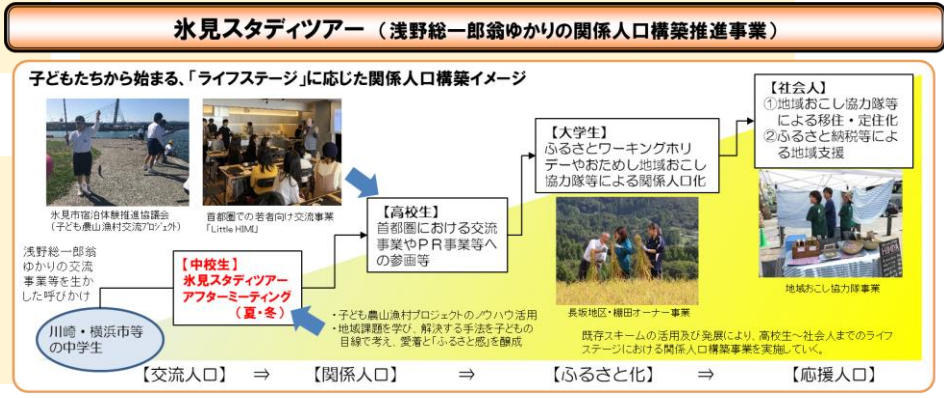 氷見スタディツアー（浅野総一郎翁ゆかりの関係人口構築推進事業）
子どもたちから始まる、「ライフステージ」に応じた関係人口構築イメージ
氷見市宿泊体験推進協議会
（子ども農山漁村交流プロジェクト）
首都圏での若者向け交流事業
「Little HIMI」
浅野総一郎翁
ゆかりの交流
事業等を生か
した呼びかけ
川崎・横浜市等
の中学生
【中校生】
氷見スタディツアー
アフターミーティング
（夏・冬）
・子ども農山漁村プロジェクトのノウハウ活用
・地域課題を学び、解決する手法を子どもの
目線で考え、愛着と「ふるさと感」を醸成
【高校生】
首都圏における交流
事業やＰＲ事業等へ
の参画等
【大学生】
ふるさとワーキングホリ
デーやおためし地域おこし
協力隊等による関係人口化
長坂地区・棚田オーナー事業
【社会人】
①地域おこし協力隊等
による移住・定住化
②ふるさと納税等によ
る地域支援
地域おこし協力隊事業
既存スキームの活用及び発展により、高校生～社会人までのライフ
ステージにおける関係人口構築事業を実施していく。
【交流人口】 ⇒ 【関係人口】 ⇒ 【ふるさと化】 ⇒ 【応援人口】